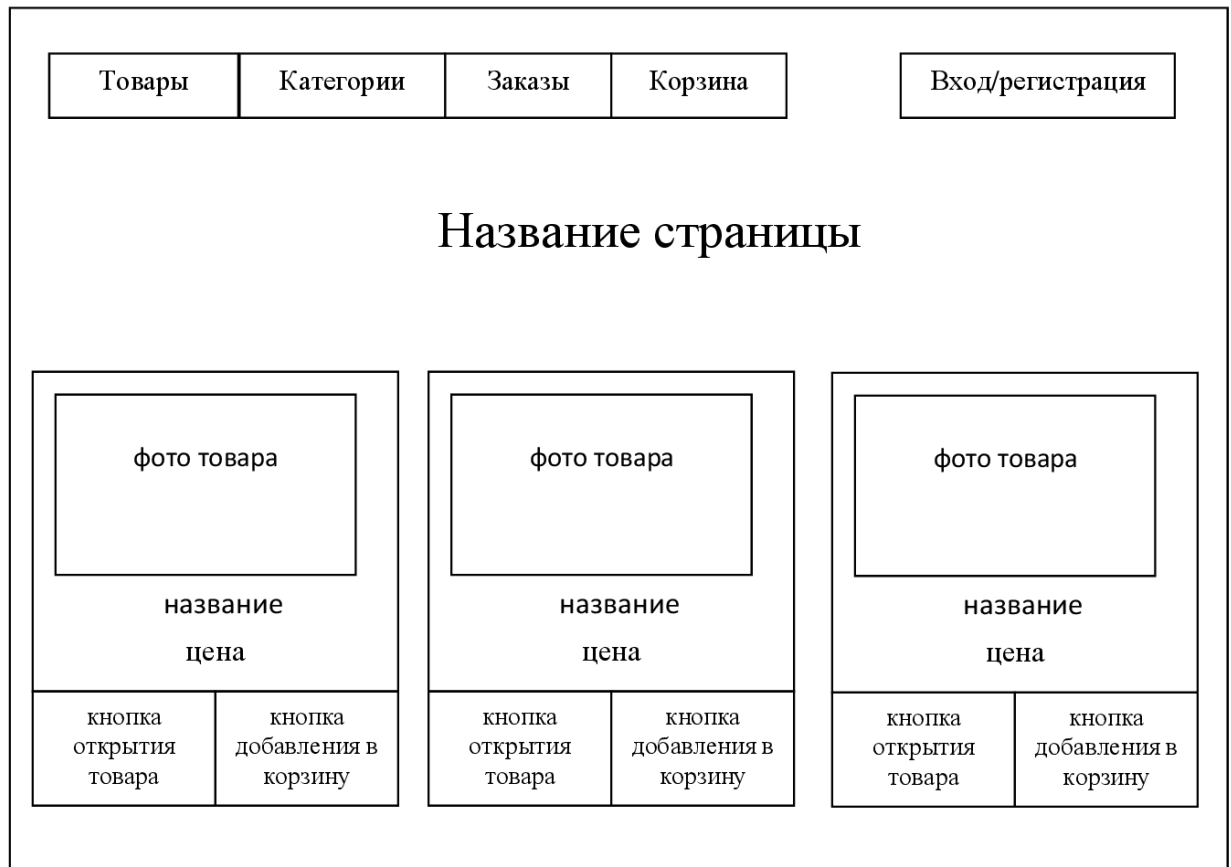 Товары Категории Заказы Корзина Вход/регистрация
Название страницы
фото товара
название
цена
кнопка
открытия
товара
кнопка
добавления в
корзину
фото товара
название
цена
кнопка
открытия
товара
кнопка
добавления в
корзину
фото товара
название
цена
кнопка
открытия
товара
кнопка
добавления в
корзину